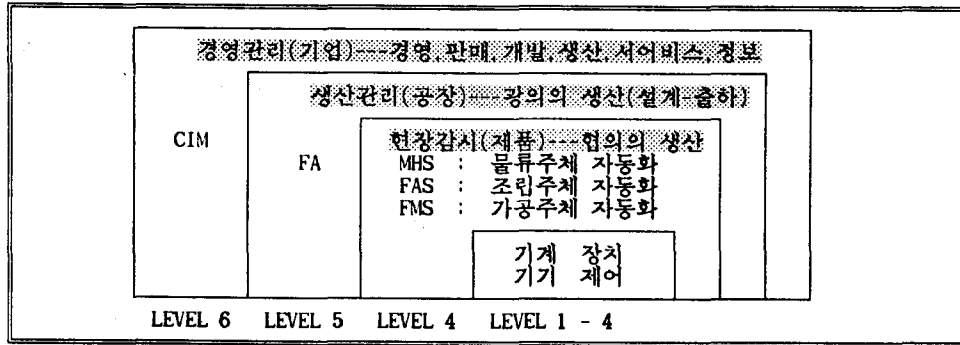 경영관리(기업)---경영,판매,개발,생산,서어비스,정보
생산관리(공장)---광의의 생산(설계-출하)
현장감시(제품)---협의의 생산
CIM
FA
MHS : 물류주체 자동화
FAS : 조립주체 자동화
FMS : 가공주체 자동화
기계 장치
기기 제어
LEVEL 6 LEVEL 5 LEVEL 4 LEVEL 1 - 4